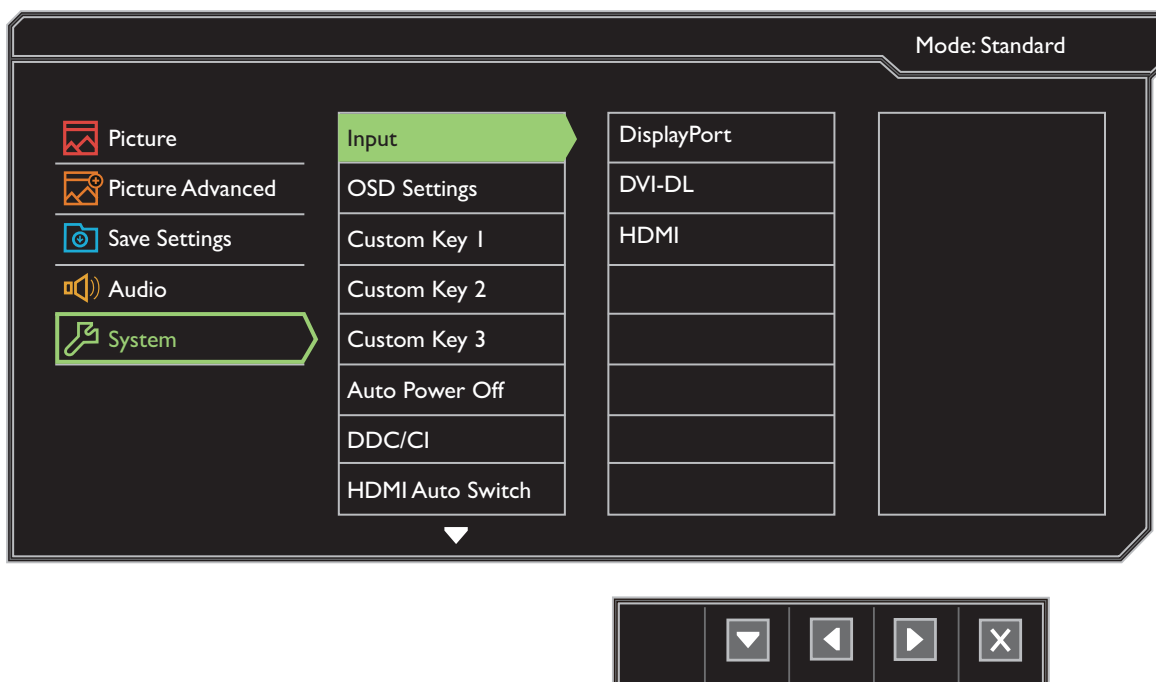 Mode: Standard
Picture
Picture Advanced
Save Settings
Audio
System
Input
OSD Settings
Custom Key 1
Custom Key 2
Custom Key 3
Auto Power Off
DDC/CI
HDMI Auto Switch
DisplayPort
DVI-DL
HDMI